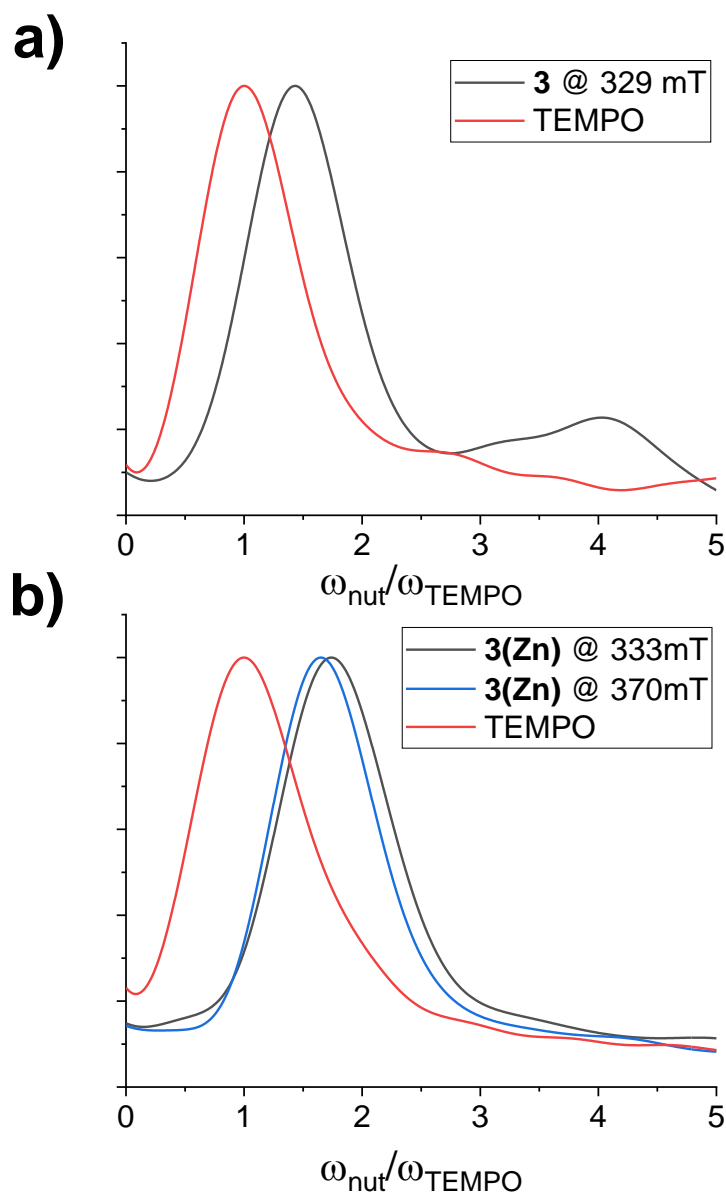 a)
3 @ 329 mT
TEMPO
0 1 2 3 4 5
ωnut/ωTEMPO
b)
3(Zn) @ 333mT
3(Zn) @ 370mT
TEMPO
0 1 2 3 4 5
ωnut/ωTEMPO